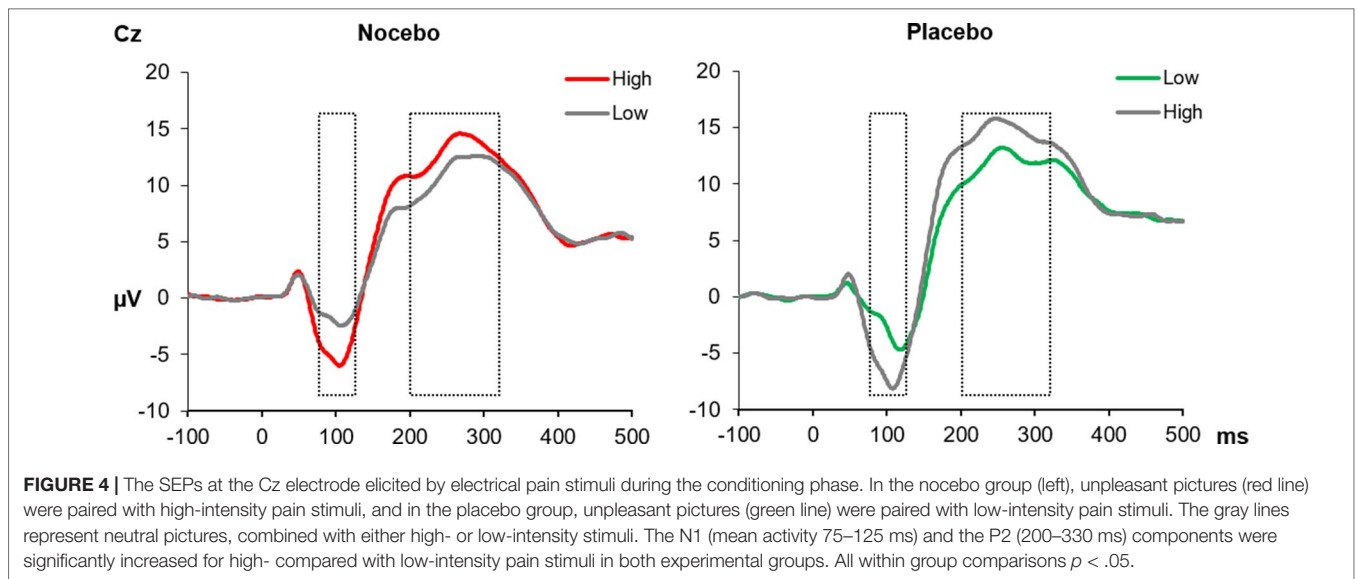 Cz
Nocebo
Placebo
20
15
10
5
0
-5
-10
µV
-100 0 100 200 300 400 500
High
Low
20
15
10
5
0
-5
-10
-100 0 100 200 300 400 500 ms
Low
High
FIGURE 4 | The SEPs at the Cz electrode elicited by electrical pain stimuli during the conditioning phase. In the nocebo group (left), unpleasant pictures (red line)
were paired with high-intensity pain stimuli, and in the placebo group, unpleasant pictures (green line) were paired with low-intensity pain stimuli. The gray lines
represent neutral pictures, combined with either high- or low-intensity stimuli. The N1 (mean activity 75–125 ms) and the P2 (200–330 ms) components were
significantly increased for high- compared with low-intensity pain stimuli in both experimental groups. All within group comparisons p < .05.